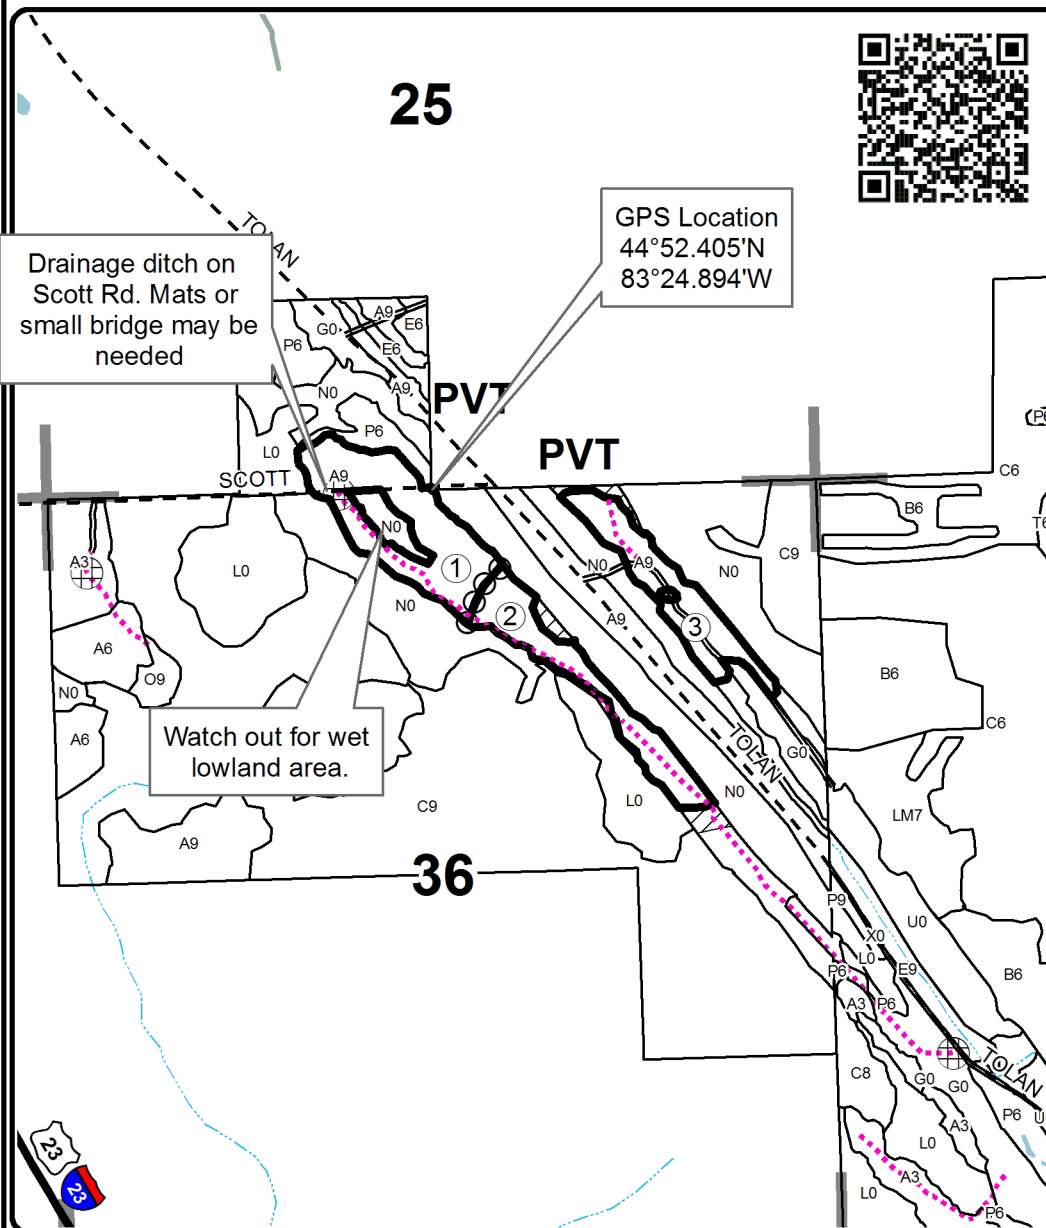 25
TOLAN
GPS Location
44°52.405'N
83°24.894'W
Drainage ditch on
Scott Rd. Mats or
small bridge may be
needed
A9
G0
E6
P6
E6
N0
A9
PVT
P6
PVT
L0
SCOTT
A9
C6
B6
N0
C9
A3
L0
1
N0
A9
N0
N0
2
A9
3
A6
O9
B6
N0
C6
A6
Watch out for wet
lowland area.
TOLAN
G0
N0
L0
C9
LM7
A9
36
P9
U0
X0
L0
E9
P6
B6
A3
P6
TOLAN
C8
G0
G0
P6
A3
L0
A3
L0
P6
23
23